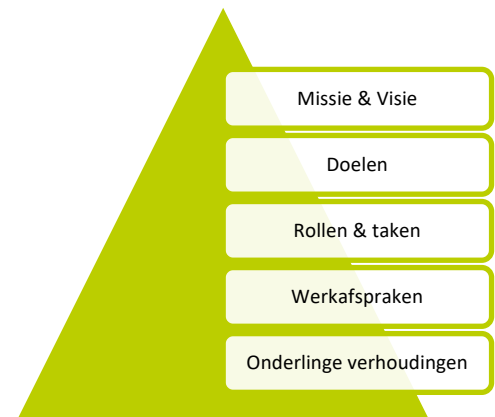 Missie & Visie
Doelen
Rollen & taken
Werkafspraken
Onderlinge verhoudingen